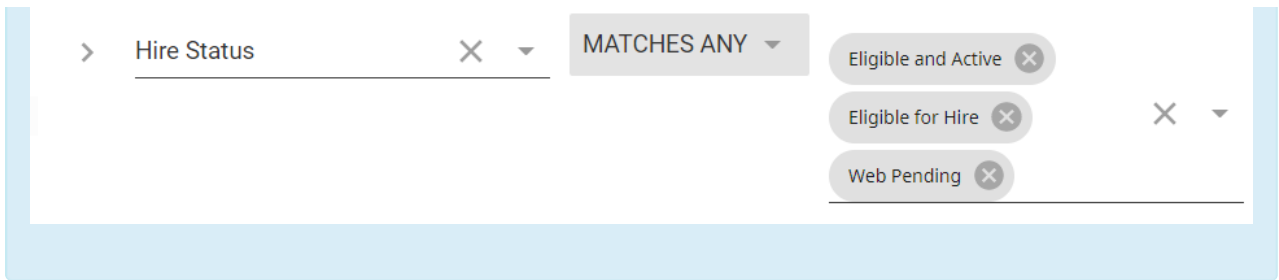 Hire Status
MATCHES ANY
Eligible and Active
Eligible for Hire
Web Pending